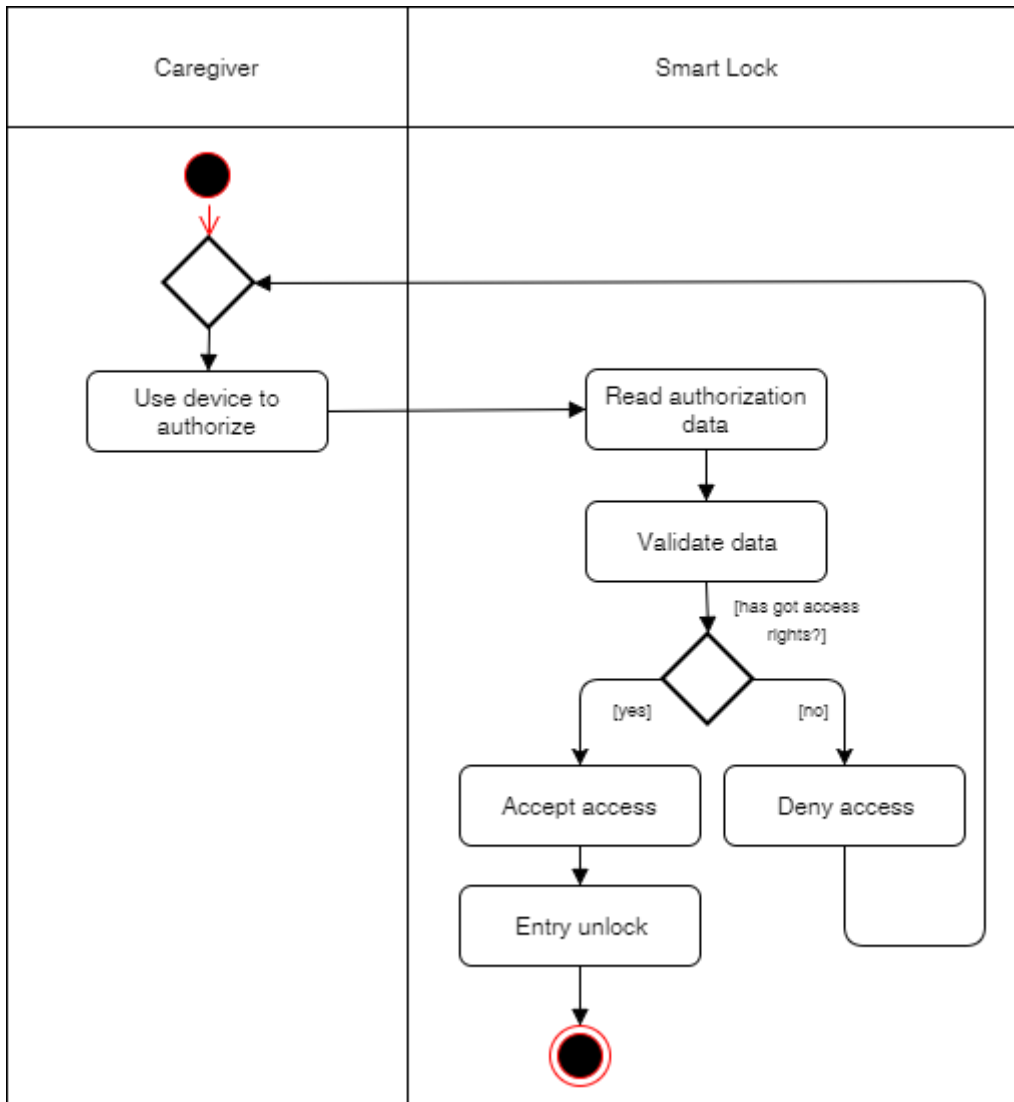 Caregiver
Smart Lock
Use device to
authorize
Read authorization
data
Validate data
[has got access
rights?]
[yes]
[no]
Accept access
Deny access
Entry unlock